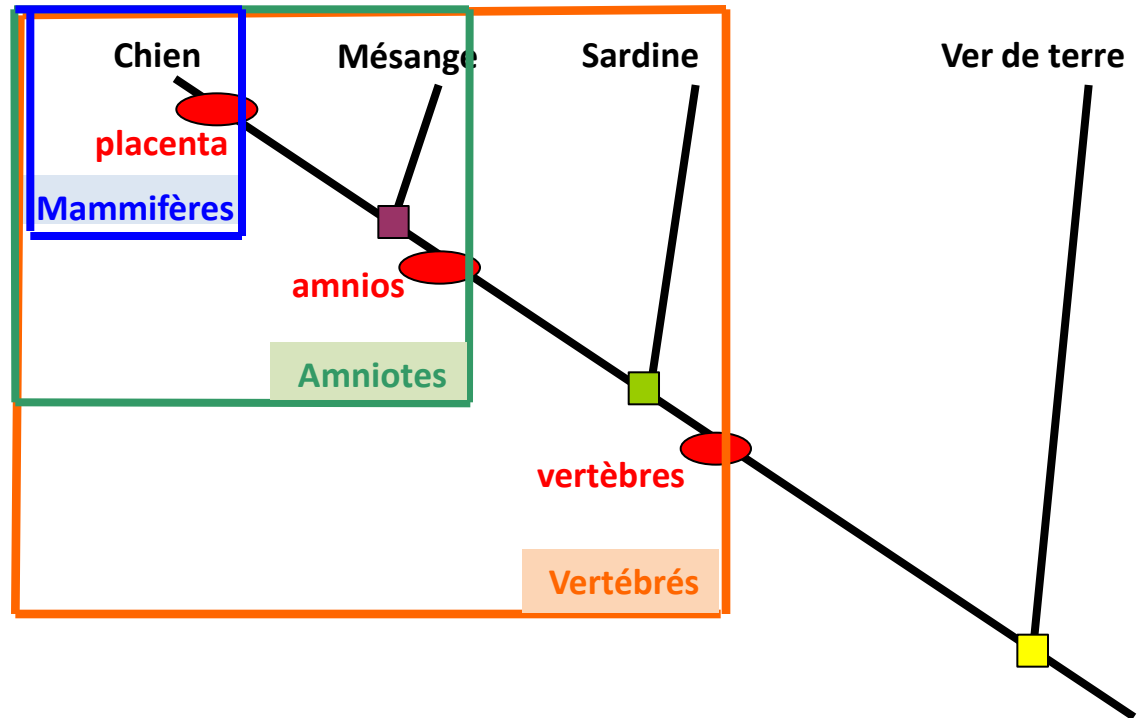 Chien
Mésange
Sardine
Ver de terre
placenta
Mammifères
amnios
Amniotes
vertèbres
Vertébrés